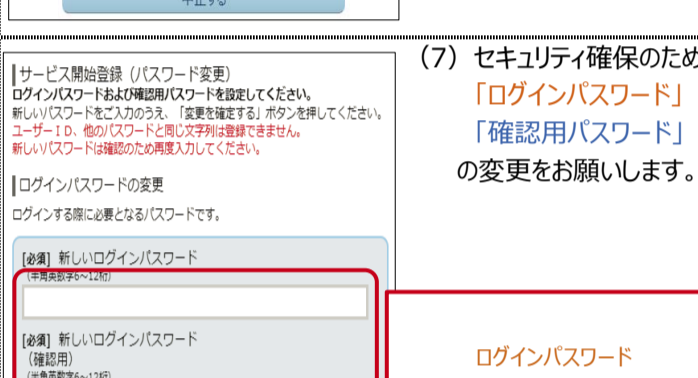 中止する
サービス開始登録（パスワード変更）
ログインパスワードおよび確認用パスワードを設定してください。
新しいパスワードをご入力のうえ、「変更を確定する」ボタンを押してください。
ユーザーＩＤ、他のパスワードと同じ文字列は登録できません。
新しいパスワードは確認のため再度入力してください。
ログインパスワードの変更
ログインする際に必要となるパスワードです。
[必須] 新しいログインパスワード
（半角英数字6～12桁）
[必須] 新しいログインパスワード
（確認用）
（半角英数字6～12桁）
（7）セキュリティ確保のため
「ログインパスワード」
「確認用パスワード」
の変更をお願いします。
ログインパスワード